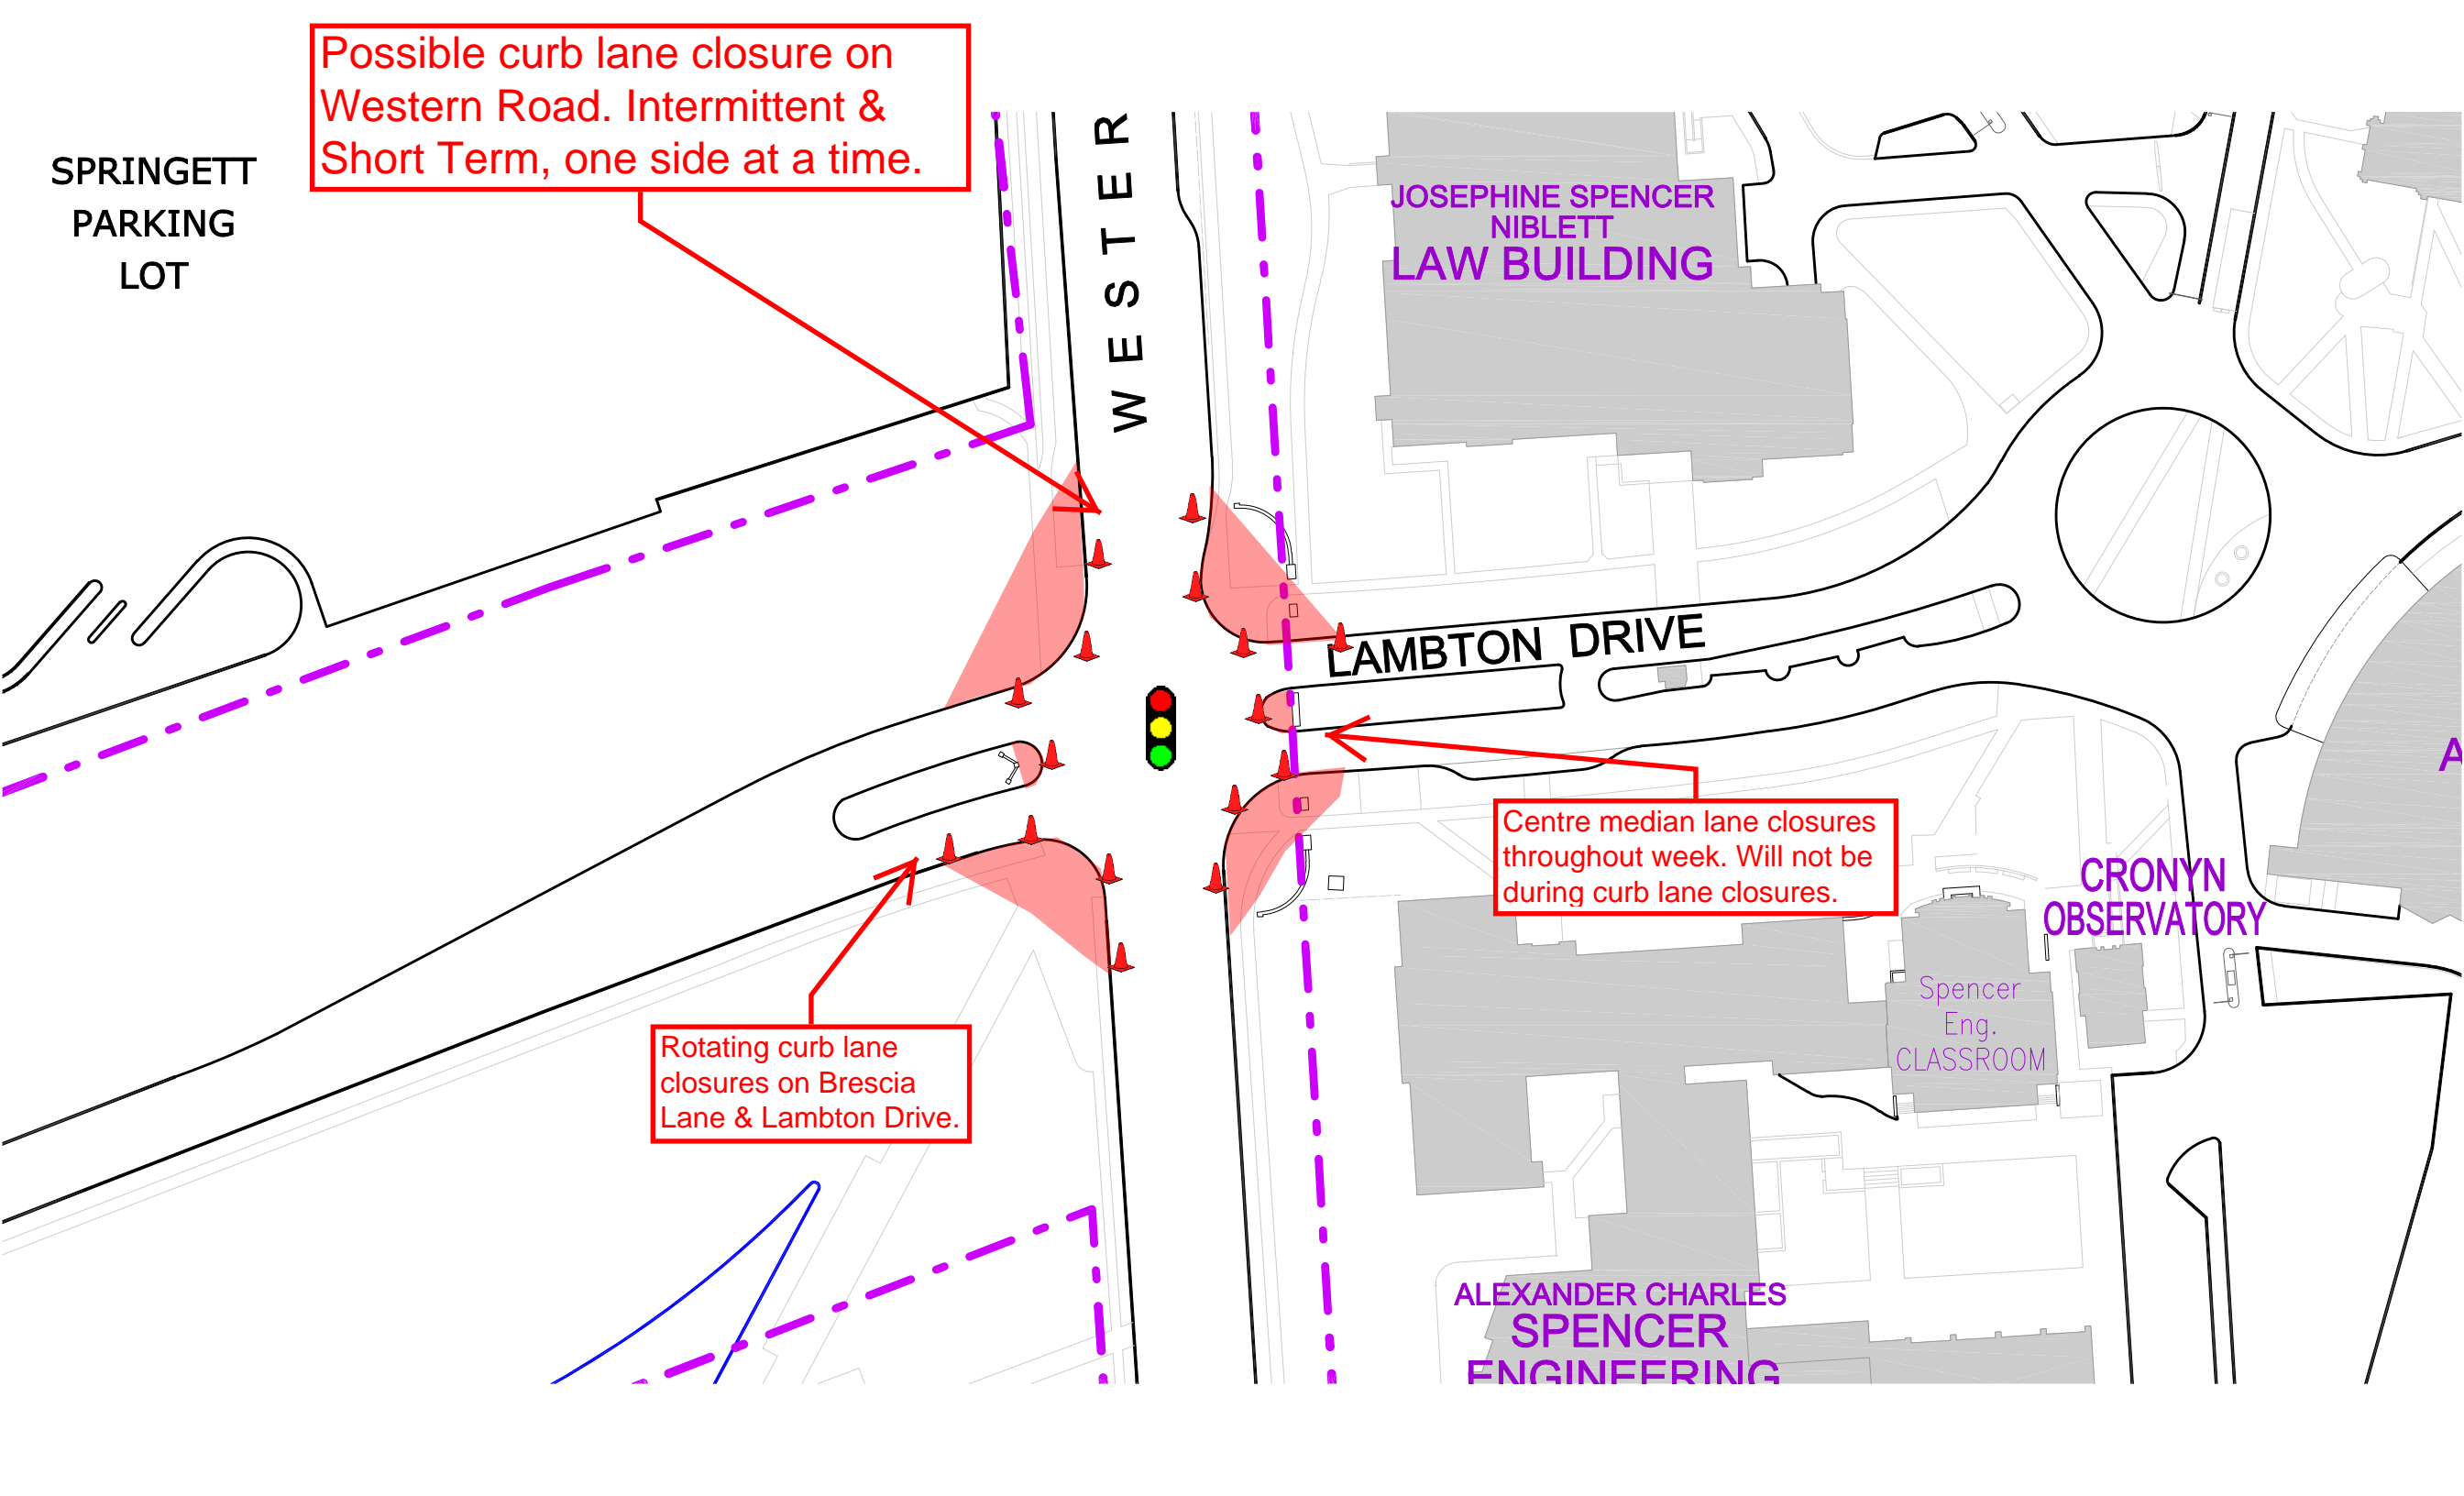 Possible curb lane closure on
Western Road. Intermittent &
Short Term, one side at a time.
SPRINGETT
PARKING
LOT
WESTER
JOSEPHINE SPENCER
NIBLETT
LAW BUILDING
LAMBTON DRIVE
A
Centre median lane closures
throughout week. Will not be
during curb lane closures.
CRONYN
OBSERVATORY
Spencer
Eng.
CLASSROOM
Rotating curb lane
closures on Brescia
Lane & Lambton Drive.
ALEXANDER CHARLES
SPENCER
ENGINEERING